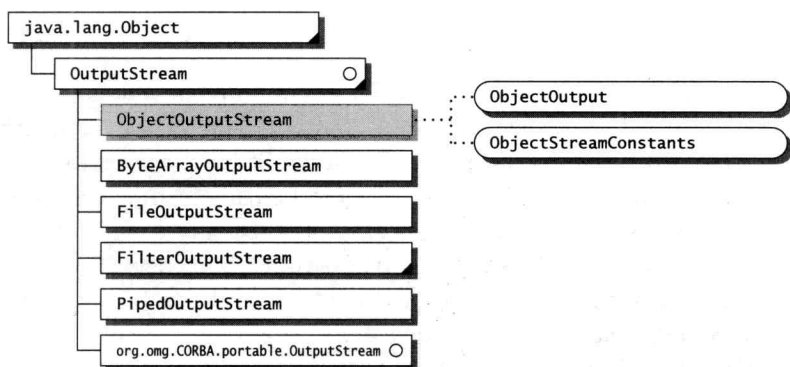 java.lang.Object
OutputStream
ObjectOutputStream
ObjectOutput
ObjectStreamConstants
ByteArrayOutputStream
FileOutputStream
FilterOutputStream
PipedOutputStream
org.omg.CORBA.portable.OutputStream